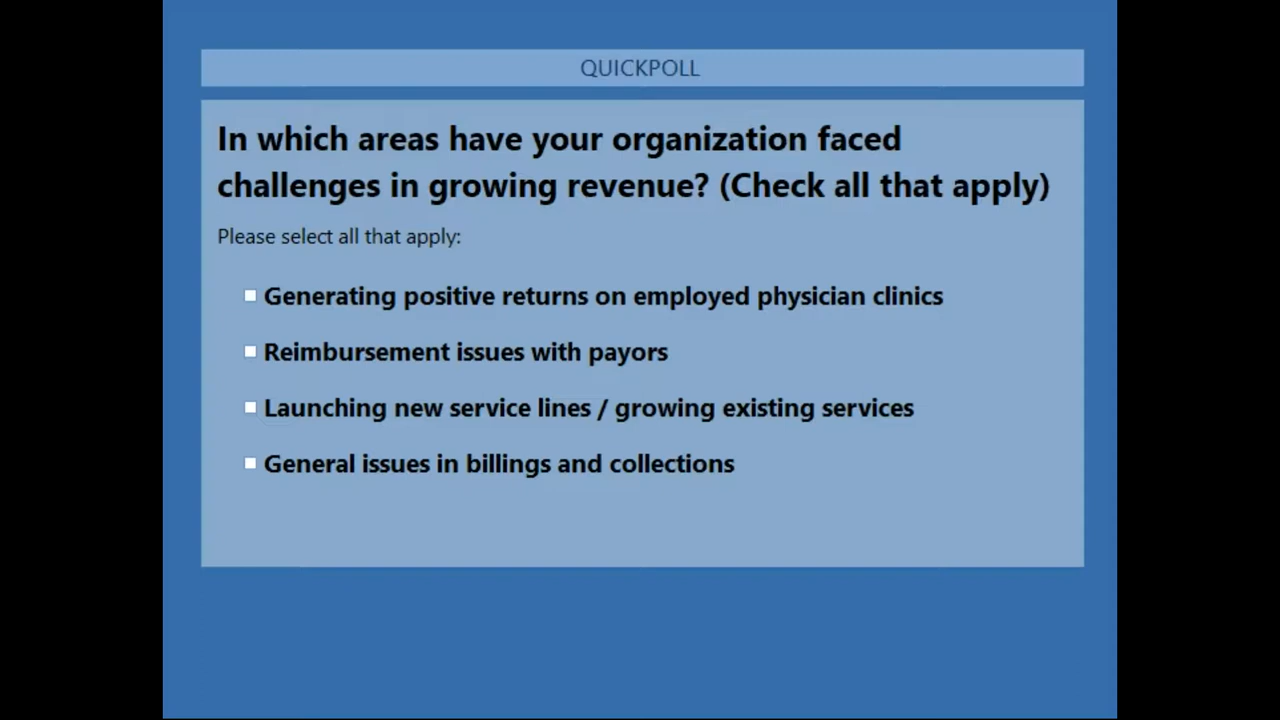 QUICKPOLL
In which areas have your organization faced
challenges in growing revenue? (Check all that apply)
Please select all that apply:
Generating positive returns on employed physician clinics
Reimbursement issues with payors
Launching new service lines / growing existing services
General issues in billings and collections